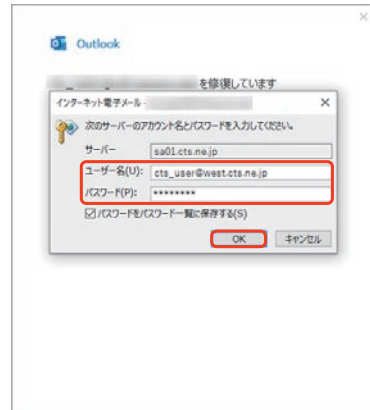 Outlook
を修復しています
インターネット電子メール -
次のサーバーのアカウント名とパスワードを入力してください。
サーバー sa01.cts.ne.jp
ユーザー名(U): cts_user@west.cts.ne.jp
パスワード(P): ********
パスワードをパスワード一覧に保存する(S)
OK キャンセル